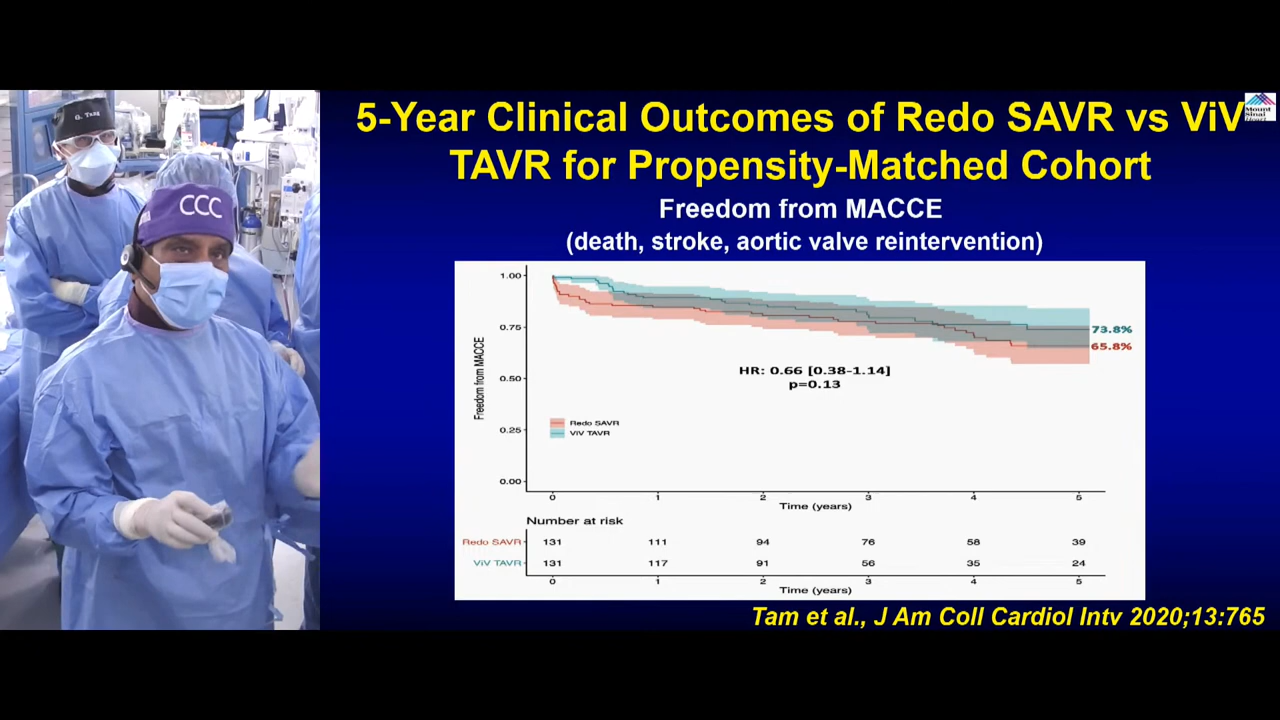 G. Tang
CCC
5-Year Clinical Outcomes of Redo SAVR vs ViV
TAVR for Propensity-Matched Cohort
Mount
Sinai
Heart
Freedom from MACCE
(death, stroke, aortic valve reintervention)
Freedom from MACCE
1.00
0.75
0.50
0.25
0.00
73.8%
65.8%
HR: 0.66 [0.38-1.14]
p=0.13
Redo SAVR
ViV TAVR
0 1 2 3 4 5
Time (years)
Number at risk
Redo SAVR 131 111 94 76 58 39
ViV TAVR 131 117 91 56 35 24
0 1 2 3 4 5
Time (years)
Tam et al., J Am Coll Cardiol Intv 2020;13:765